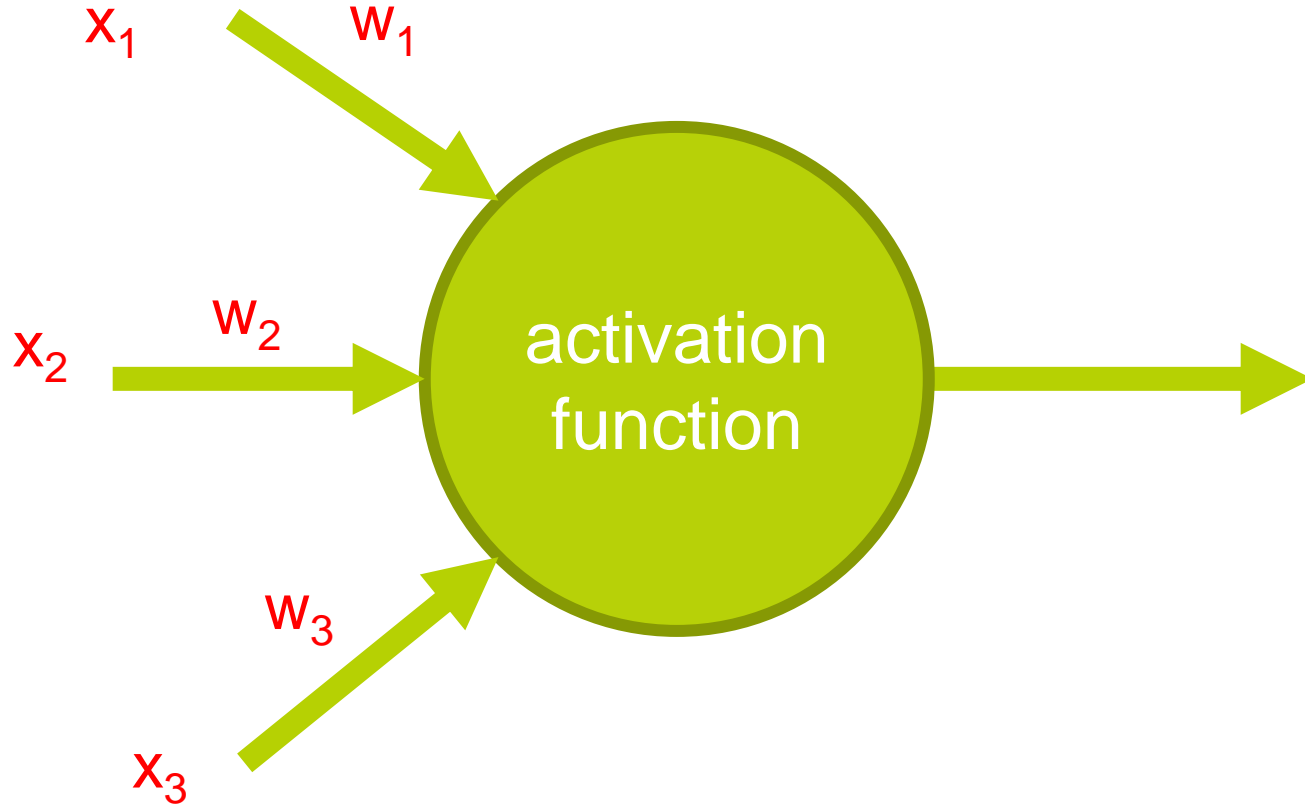 x₁
w₁
w₂
x₂
activation
function
w₃
x₃